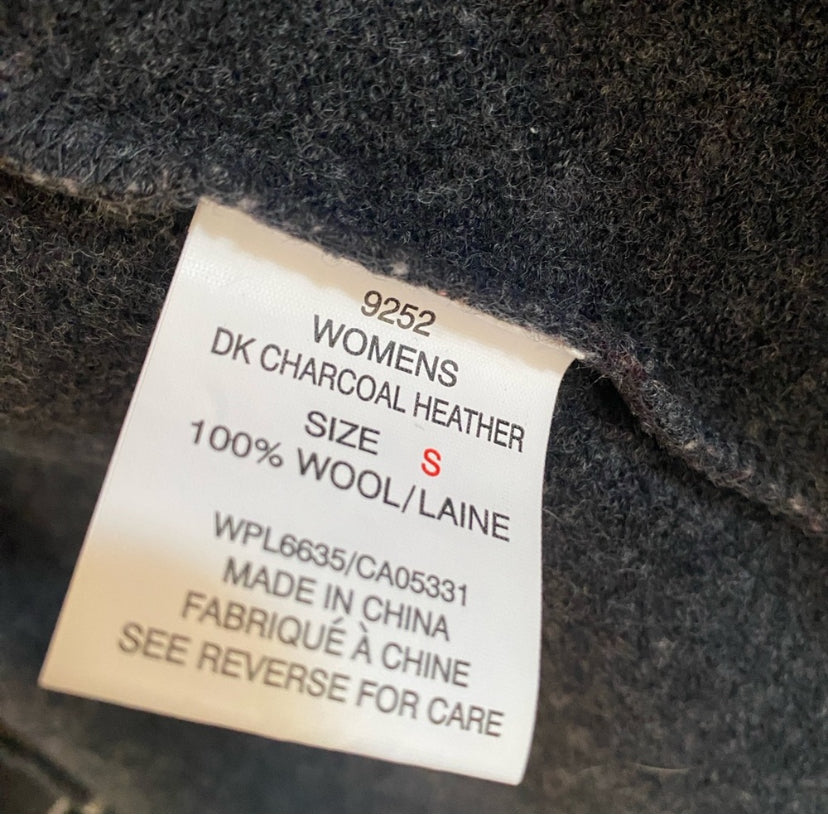 9252
WOMENS
DK CHARCOAL HEATHER
SIZE S
100% WOOL/LAINE
WPL6635/CA05331
MADE IN CHINA
FABRIQUÉ À CHINE
SEE REVERSE FOR CARE